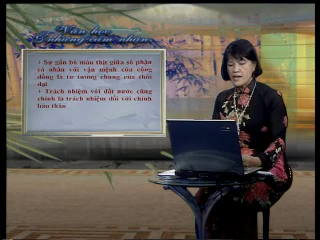 Văn học
& những cảm nhận
+ Sự gắn bó máu thịt giữa số phận
cá nhân với vận mệnh của cộng
đồng là tư tưởng chung của thời
đại
+ Trách nhiệm với đất nước cũng
chính là trách nhiệm đối với chính
bản thân